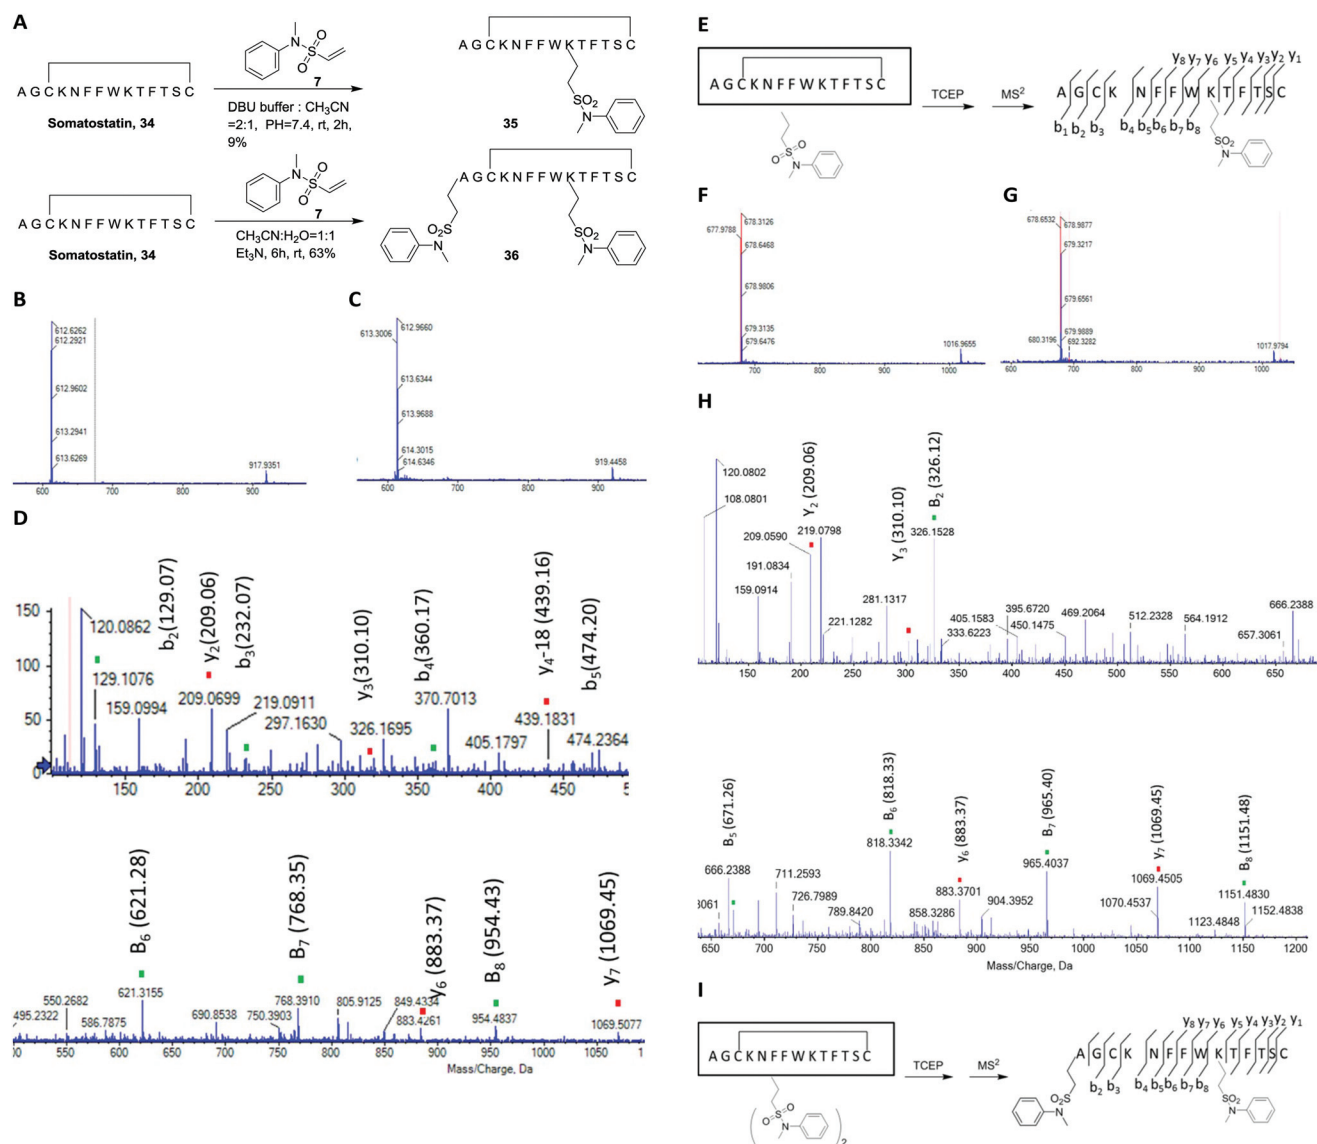 A
N
S
O
O
7
AGCKNFFWKTFTSC
DBU buffer : CH3CN
=2:1, PH=7.4, rt, 2h,
9%
Somatostatin, 34
AGCKNFFWKTFTSC
SO2
N
35
N
S
O
O
7
AGCKNFFWKTFTSC
CH3CN:H2O=1:1
Et3N, 6h, rt, 63%
Somatostatin, 34
AGCKNFFWKTFTSC
SO2
N
SO2
N
36
B
612.6262
612.2921
612.9602
613.2941
613.6269
917.9351
600 700 800 900
C
613.3006
612.9660
613.6344
613.9688
614.3015
614.6346
919.4458
600 700 800 900
D
b2(129.07)
y2(209.06)
b3(232.07)
y3(310.10)
b4(360.17)
y4-18 (439.16)
b5(474.20)
150
100
50
0
120.0862
129.1076
159.0994
209.0699
219.0911
297.1630
326.1695
370.7013
405.1797
439.1831
474.2364
150 200 250 300 350 400 450 5
B6 (621.28)
B7 (768.35)
y6 (883.37)
B8 (954.43)
y7 (1069.45)
495.2322
550.2682
586.7875
621.3155
690.8538
750.3903
768.3910
805.9125
849.4334
883.4261
954.4837
1069.5077
00 550 600 650 700 750 800 850 900 950 1000 1050 1
Mass/Charge, Da
E
AGCKNFFWKTFTSC
O
S
O
N
TCEP
MS2
y8 y7 y6 y5 y4 y3 y2 y1
AGCK NFFWKTFTSC
b1 b2 b3 b4 b5 b6 b7 b8
SO2
N
F
677.9788
678.3126
678.6468
678.9806
679.3135
679.6476
1016.9655
700 800 900 1000
G
678.6532
678.9877
679.3217
679.6561
679.9889
680.3196
692.3282
1017.9794
600 700 800 900 1000
H
Y2 (209.06)
Y3 (310.10)
B2 (326.12)
120.0802
108.0801
159.0914
191.0834
209.0590
219.0798
221.1282
281.1317
326.1528
333.6223
405.1583
395.6720
450.1475
469.2064
512.2328
564.1912
657.3061
666.2388
150 200 250 300 350 400 450 500 550 600 650
B5 (671.26)
B6 (818.33)
y6 (883.37)
B7 (965.40)
y7 (1069.45)
B8 (1151.48)
3061
666.2388
711.2593
726.7989
789.8420
818.3342
858.3286
883.3701
904.3952
965.4037
1069.4505
1070.4537
1123.4848
1151.4830
1152.4838
650 700 750 800 850 900 950 1000 1050 1100 1150 1200
Mass/Charge, Da
I
AGCKNFFWKTFTSC
O
S
O
N
( )2
TCEP
MS2
y8 y7 y6 y5 y4 y3 y2 y1
AGCK NFFWKTFTSC
b2 b3 b4 b5 b6 b7 b8
SO2
N
SO2
N